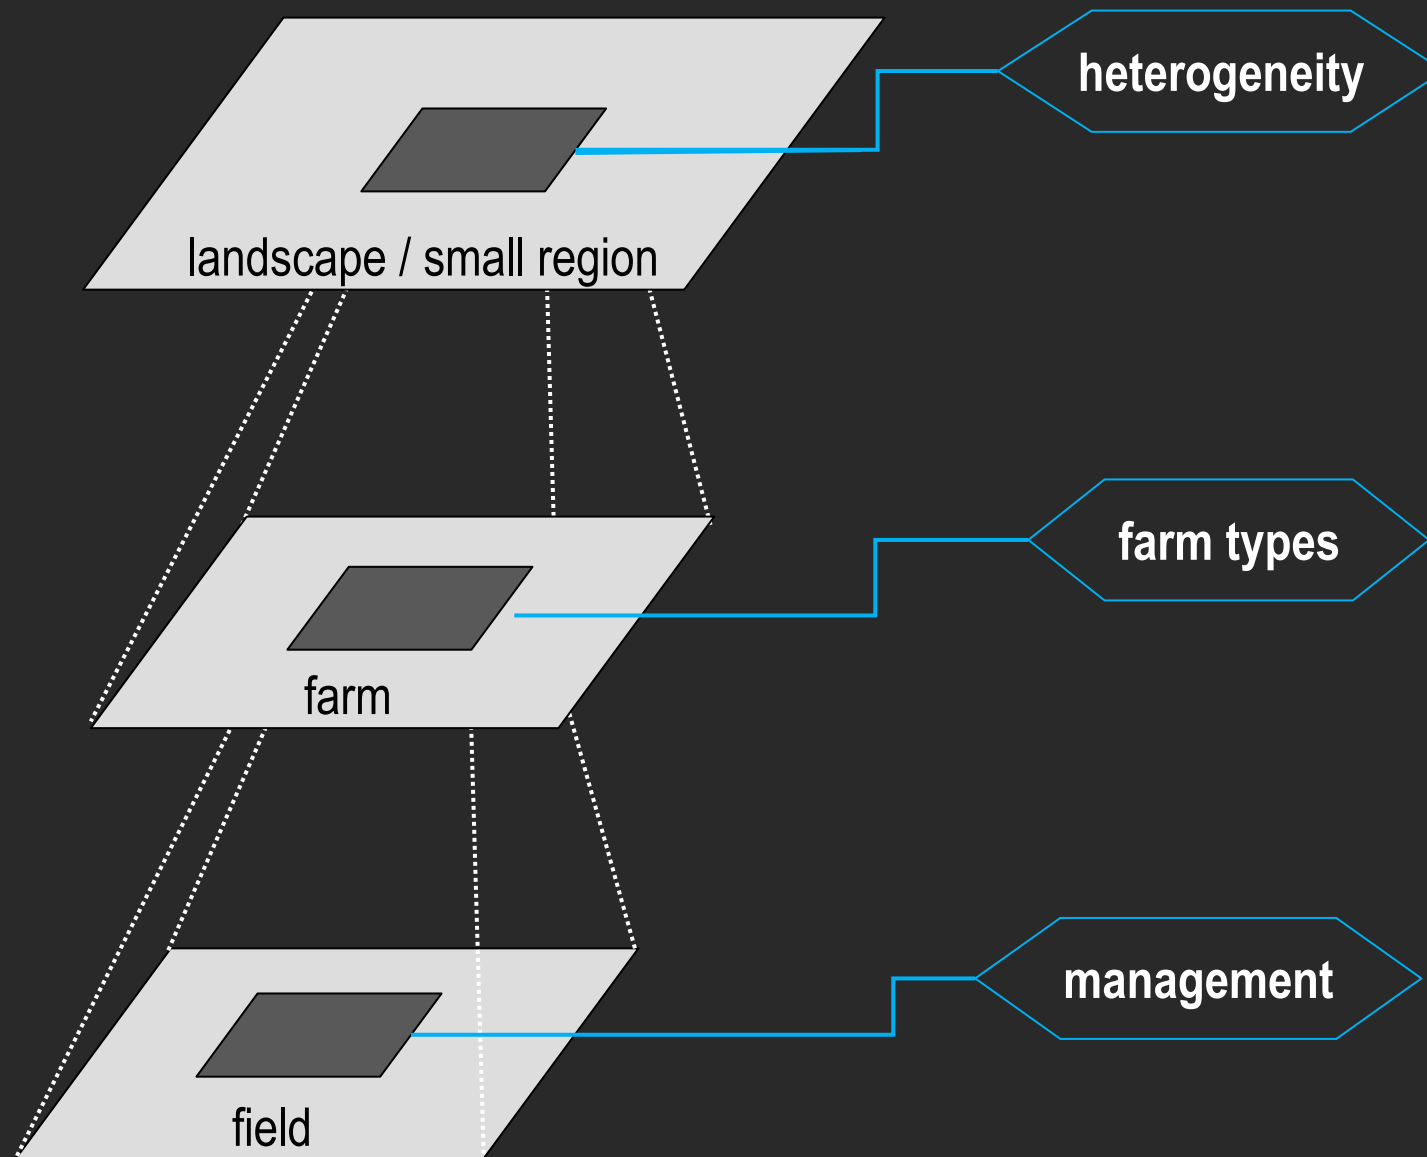 heterogeneity
landscape / small region
farm types
farm
management
field